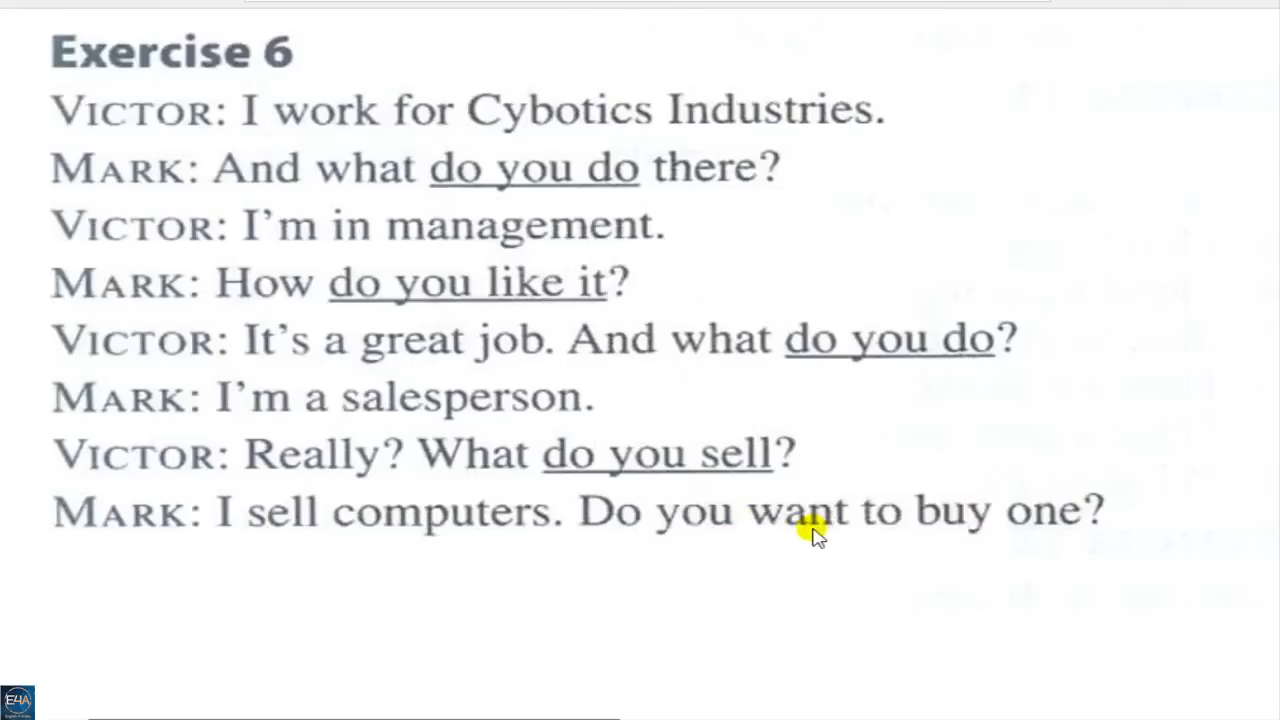 Exercise 6
VICTOR: I work for Cybotics Industries.
MARK: And what do you do there?
VICTOR: I'm in management.
MARK: How do you like it?
VICTOR: It's a great job. And what do you do?
MARK: I'm a salesperson.
VICTOR: Really? What do you sell?
MARK: I sell computers. Do you want to buy one?
E4A